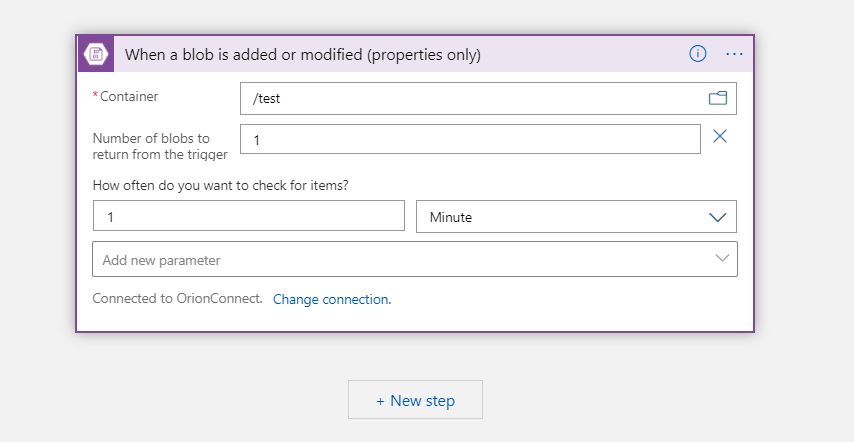 When a blob is added or modified (properties only)
*Container
/test
Number of blobs to
return from the trigger
1
How often do you want to check for items?
1
Minute
Add new parameter
Connected to OrionConnect. Change connection.
+ New step